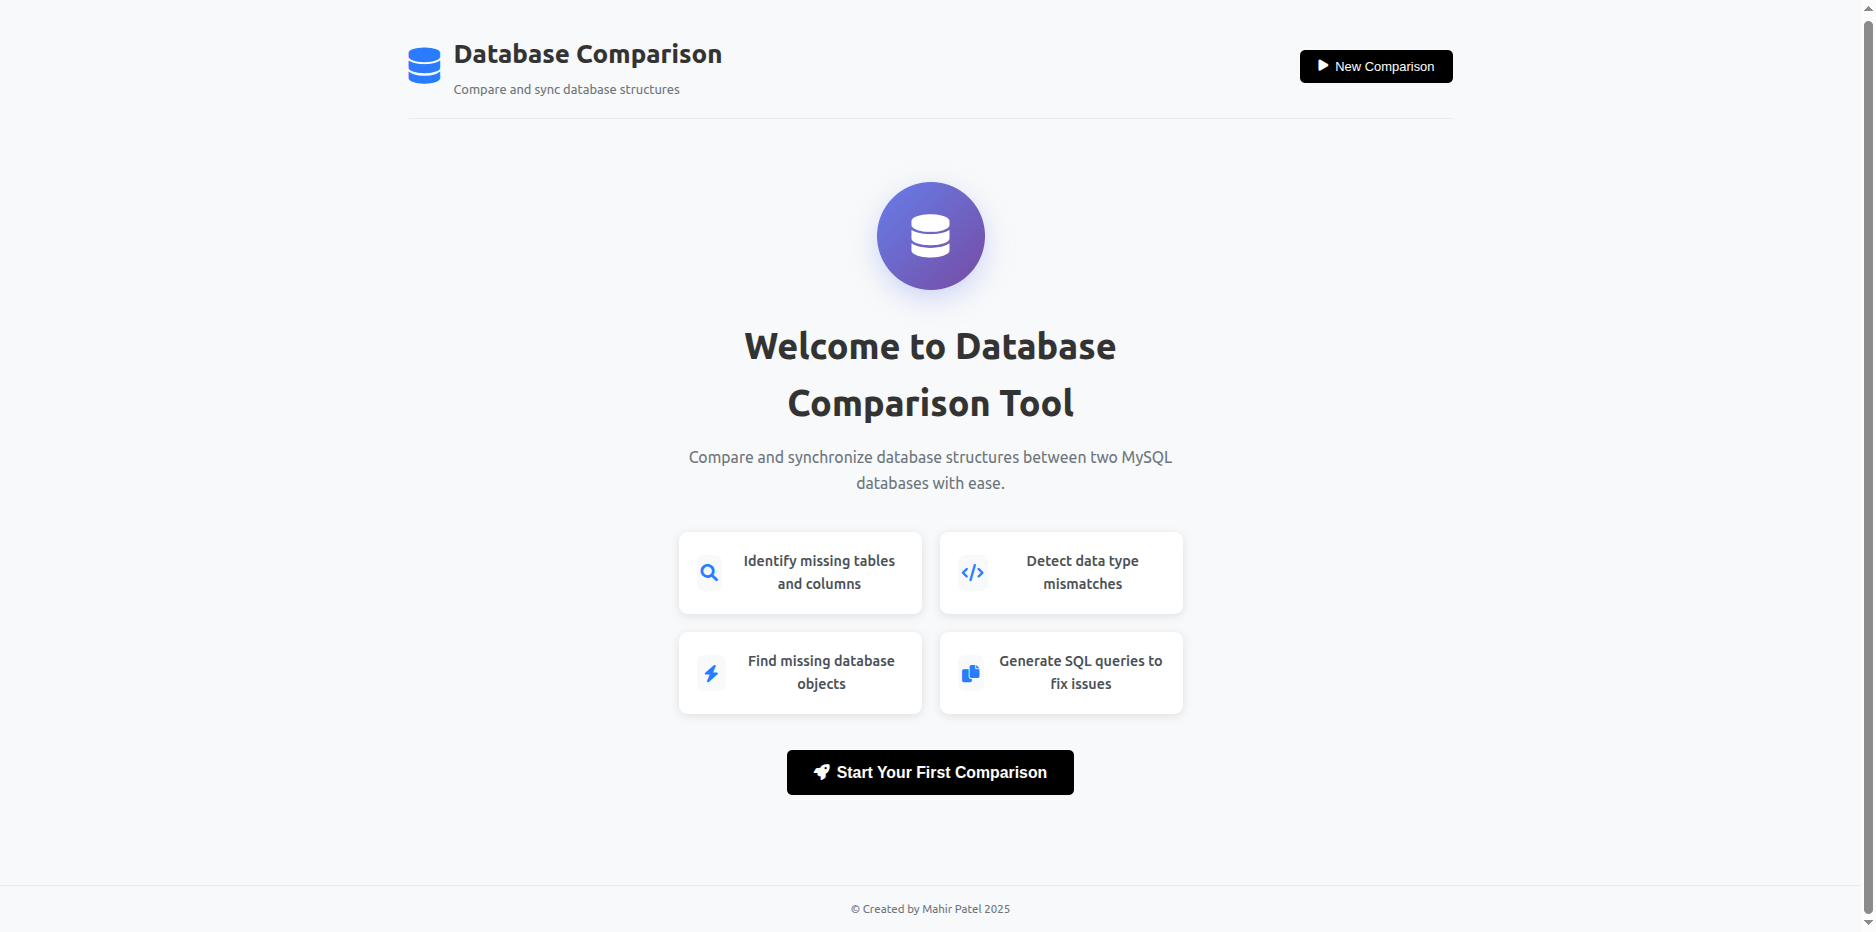 Database Comparison
Compare and sync database structures
New Comparison
Welcome to Database
Comparison Tool
Compare and synchronize database structures between two MySQL
databases with ease.
Identify missing tables
and columns
Detect data type
mismatches
Find missing database
objects
Generate SQL queries to
fix issues
Start Your First Comparison
© Created by Mahir Patel 2025